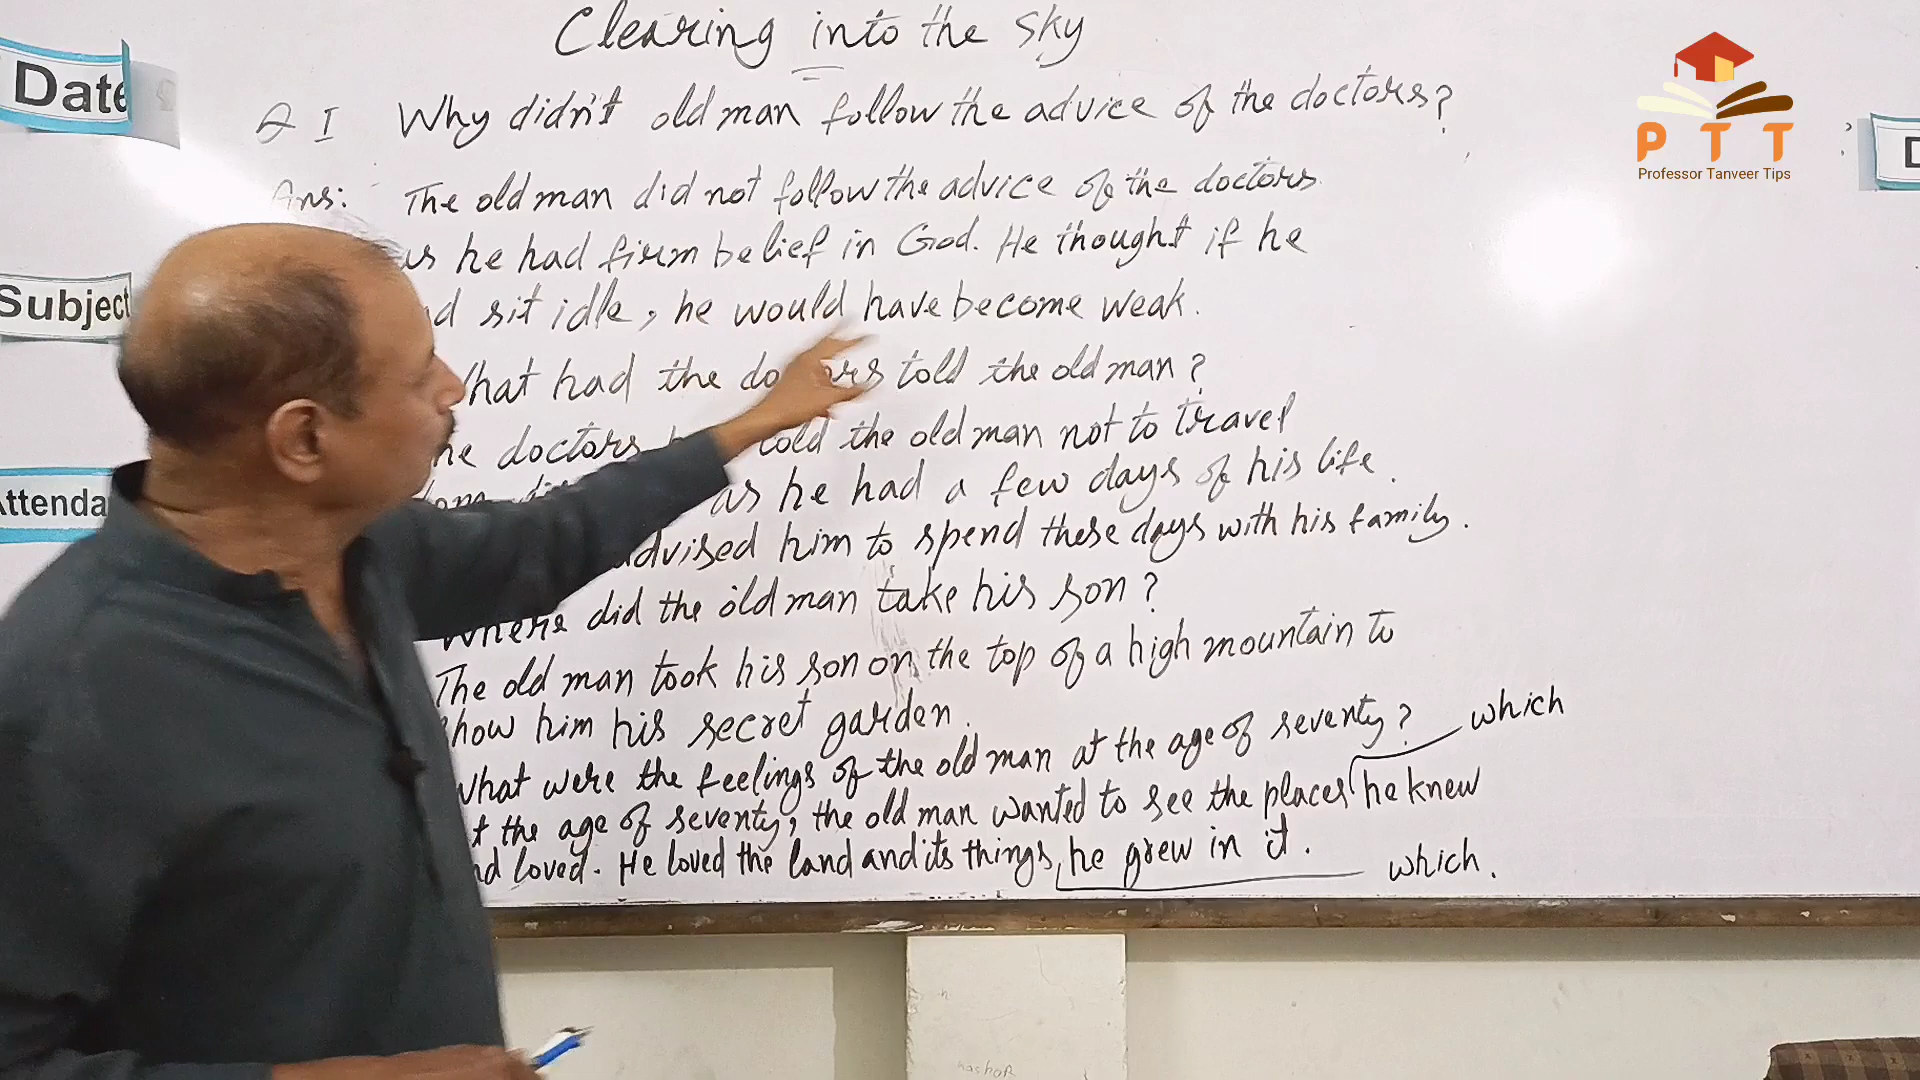 Clearing into the sky
Date
Q I Why didn't old man follow the advice of the doctors?
P T T
Professor Tanveer Tips
D
Ans: The old man did not follow the advice of the doctors
as he had firm belief in God. He thought if he
sit idle, he would have become weak.
Subject
what had the doctors told the old man?
doctors told the old man not to travel
as he had a few days of his life.
advised him to spend these days with his family.
Attenda
Where did the old man take his son?
The old man took his son on the top of a high mountain to
show him his secret garden.
What were the feelings of the old man at the age of seventy? which
the age of seventy, the old man wanted to see the places he knew
loved. He loved the land and its things, he grew in it. which.